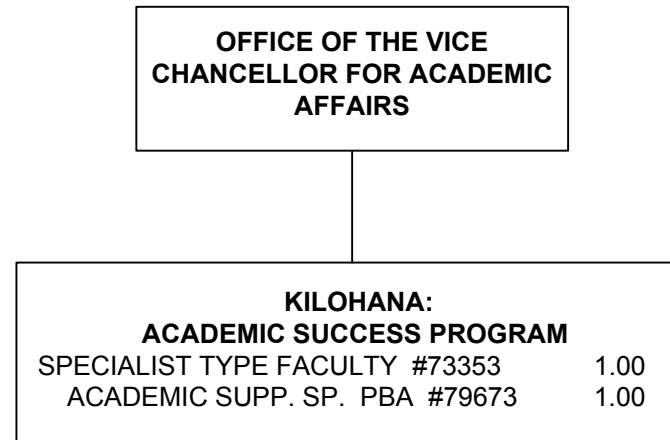 OFFICE OF THE VICE
CHANCELLOR FOR ACADEMIC
AFFAIRS
KILOHANA:
ACADEMIC SUCCESS PROGRAM
SPECIALIST TYPE FACULTY #73353 1.00
ACADEMIC SUPP. SP. PBA #79673 1.00